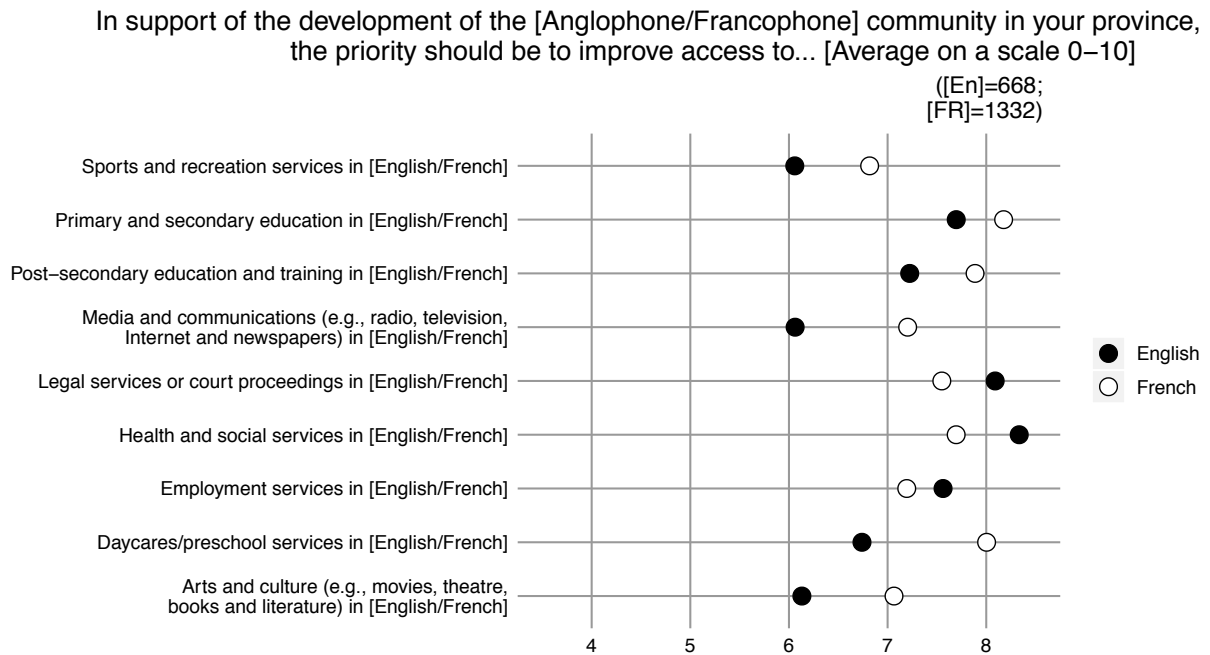 In support of the development of the [Anglophone/Francophone] community in your province,
the priority should be to improve access to... [Average on a scale 0–10]
([En]=668;
[FR]=1332)
Sports and recreation services in [English/French]
Primary and secondary education in [English/French]
Post–secondary education and training in [English/French]
Media and communications (e.g., radio, television,
Internet and newspapers) in [English/French]
Legal services or court proceedings in [English/French]
Health and social services in [English/French]
Employment services in [English/French]
Daycares/preschool services in [English/French]
Arts and culture (e.g., movies, theatre,
books and literature) in [English/French]
English
French
4 5 6 7 8